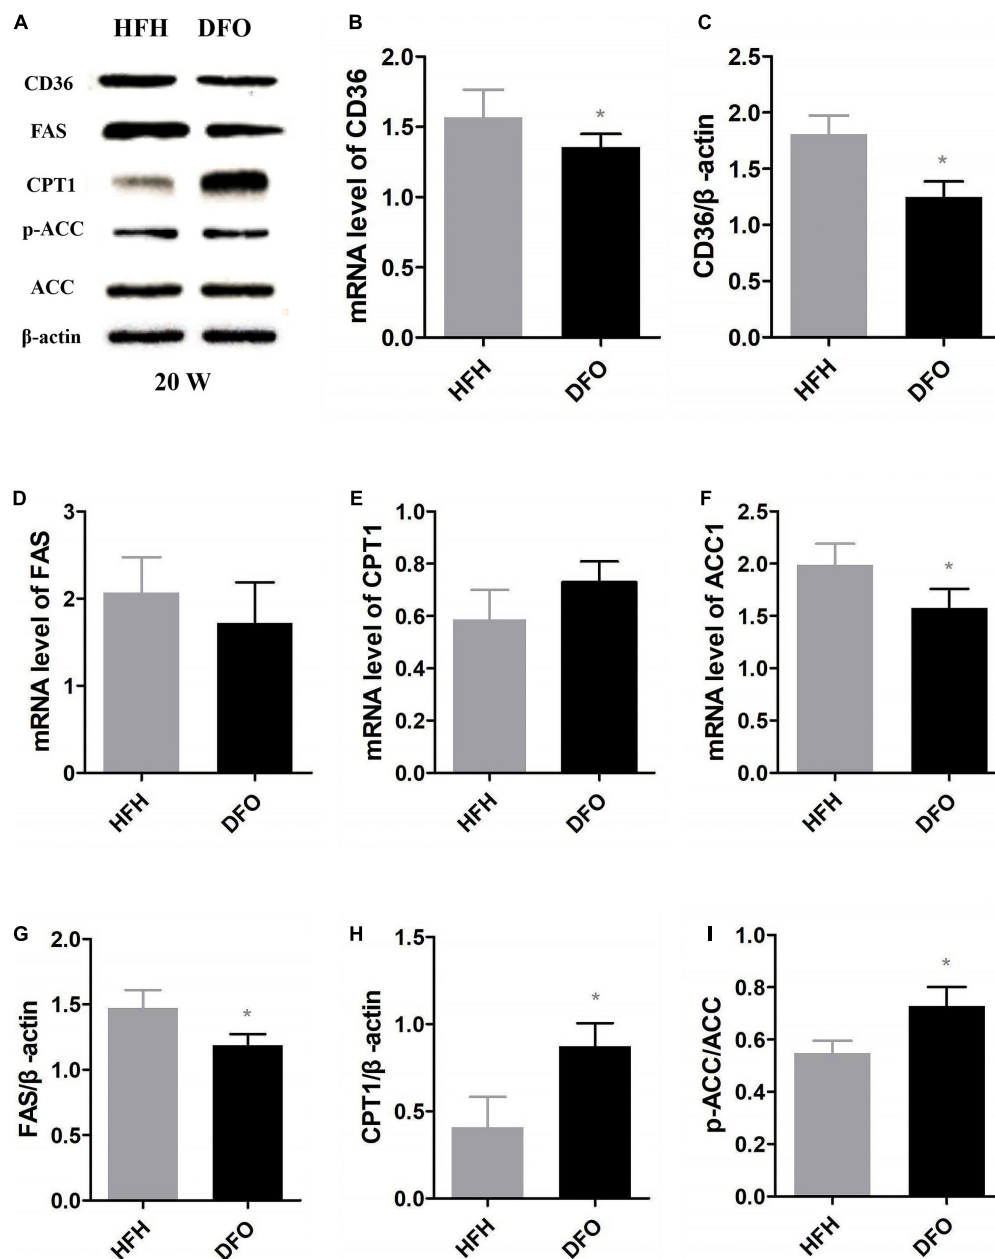 A
HFH DFO
CD36
FAS
CPT1
p-ACC
ACC
β-actin
20 W
B
mRNA level of CD36
2.0
1.5
1.0
0.5
0.0
*
HFH
DFO
C
CD36/β -actin
2.5
2.0
1.5
1.0
0.5
0.0
*
HFH
DFO
D
mRNA level of FAS
3
2
1
0
HFH
DFO
E
mRNA level of CPT1
1.0
0.8
0.6
0.4
0.2
0.0
HFH
DFO
F
mRNA level of ACC1
2.5
2.0
1.5
1.0
0.5
0.0
*
HFH
DFO
G
FAS/β -actin
2.0
1.5
1.0
0.5
0.0
*
HFH
DFO
H
CPT1/β -actin
1.5
1.0
0.5
0.0
*
HFH
DFO
I
p-ACC/ACC
1.0
0.8
0.6
0.4
0.2
0.0
*
HFH
DFO